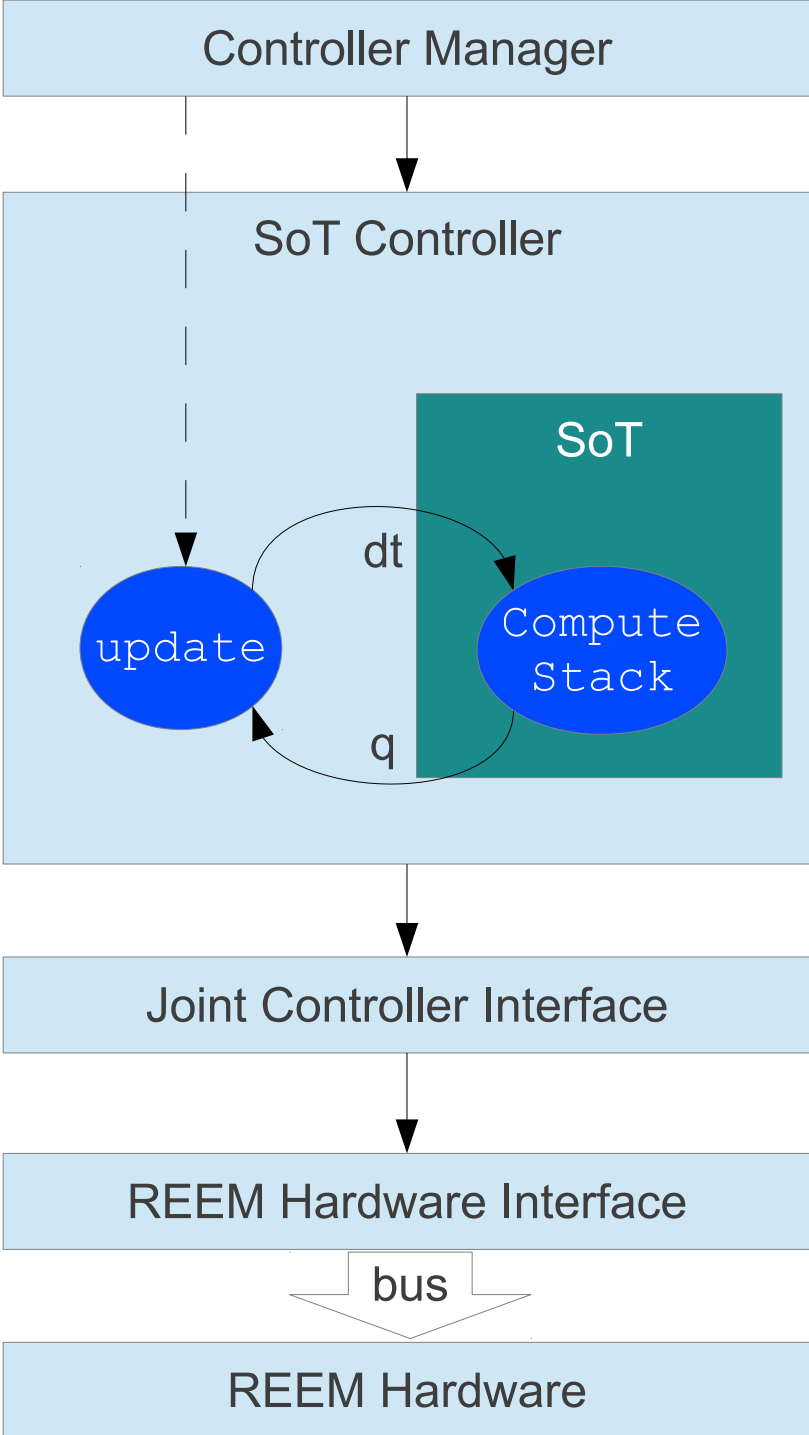 Controller Manager
SoT Controller
SoT
dt
update
Compute
Stack
q
Joint Controller Interface
REEM Hardware Interface
bus
REEM Hardware